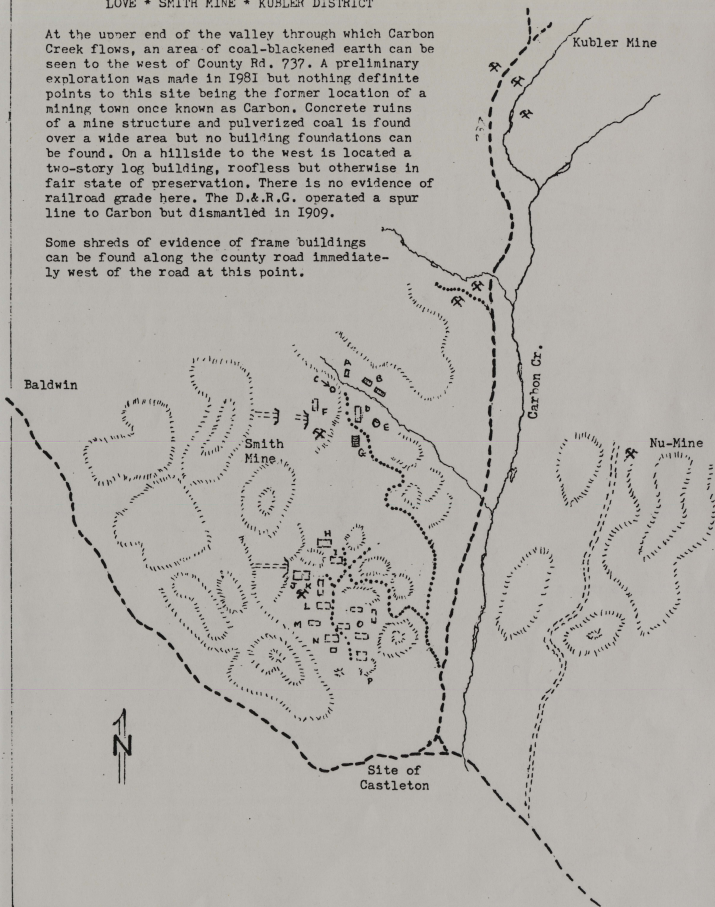 LOVE * SMITH MINE * KUBLER DISTRICT
At the upper end of the valley through which Carbon
Creek flows, an area of coal-blackened earth can be
seen to the west of County Rd. 737. A preliminary
exploration was made in I98I but nothing definite
points to this site being the former location of a
mining town once known as Carbon. Concrete ruins
of a mine structure and pulverized coal is found
over a wide area but no building foundations can
be found. On a hillside to the west is located a
two-story log building, roofless but otherwise in
fair state of preservation. There is no evidence of
railroad grade here. The D.&.R.G. operated a spur
line to Carbon but dismantled in I909.
Some shreds of evidence of frame buildings
can be found along the county road immediate-
ly west of the road at this point.
Kubler Mine
737
Carbon Cr.
Baldwin
A
B
C
D
E
F
G
Smith
Mine
Nu-Mine
H
I
J
K
L
M
N
O
P
N
Site of
Castleton